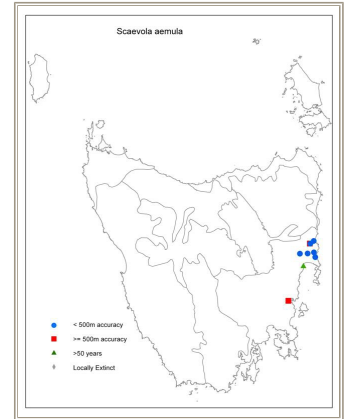 Scaevola aemula
< 500m accuracy
>= 500m accuracy
>50 years
Locally Extinct